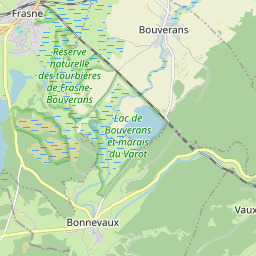 Frasne
Bouverans
Réserve
naturelle
des tourbières
de Frasne-
Bouverans
Lac de
Bouverans
et marais
du Varot
Bonnevaux
Vaux